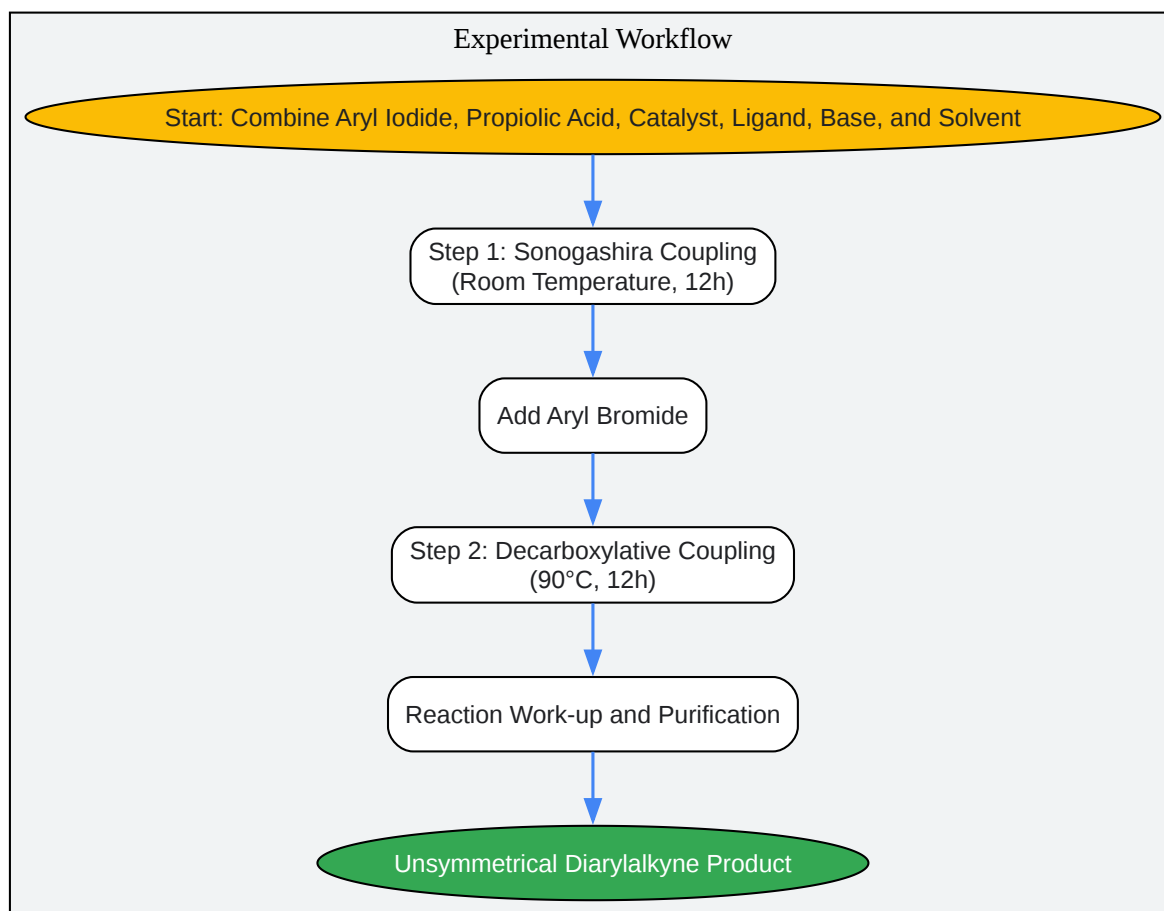 Experimental Workflow
Start: Combine Aryl Iodide, Propiolic Acid, Catalyst, Ligand, Base, and Solvent
Step 1: Sonogashira Coupling
(Room Temperature, 12h)
Add Aryl Bromide
Step 2: Decarboxylative Coupling
(90°C, 12h)
Reaction Work-up and Purification
Unsymmetrical Diarylalkyne Product